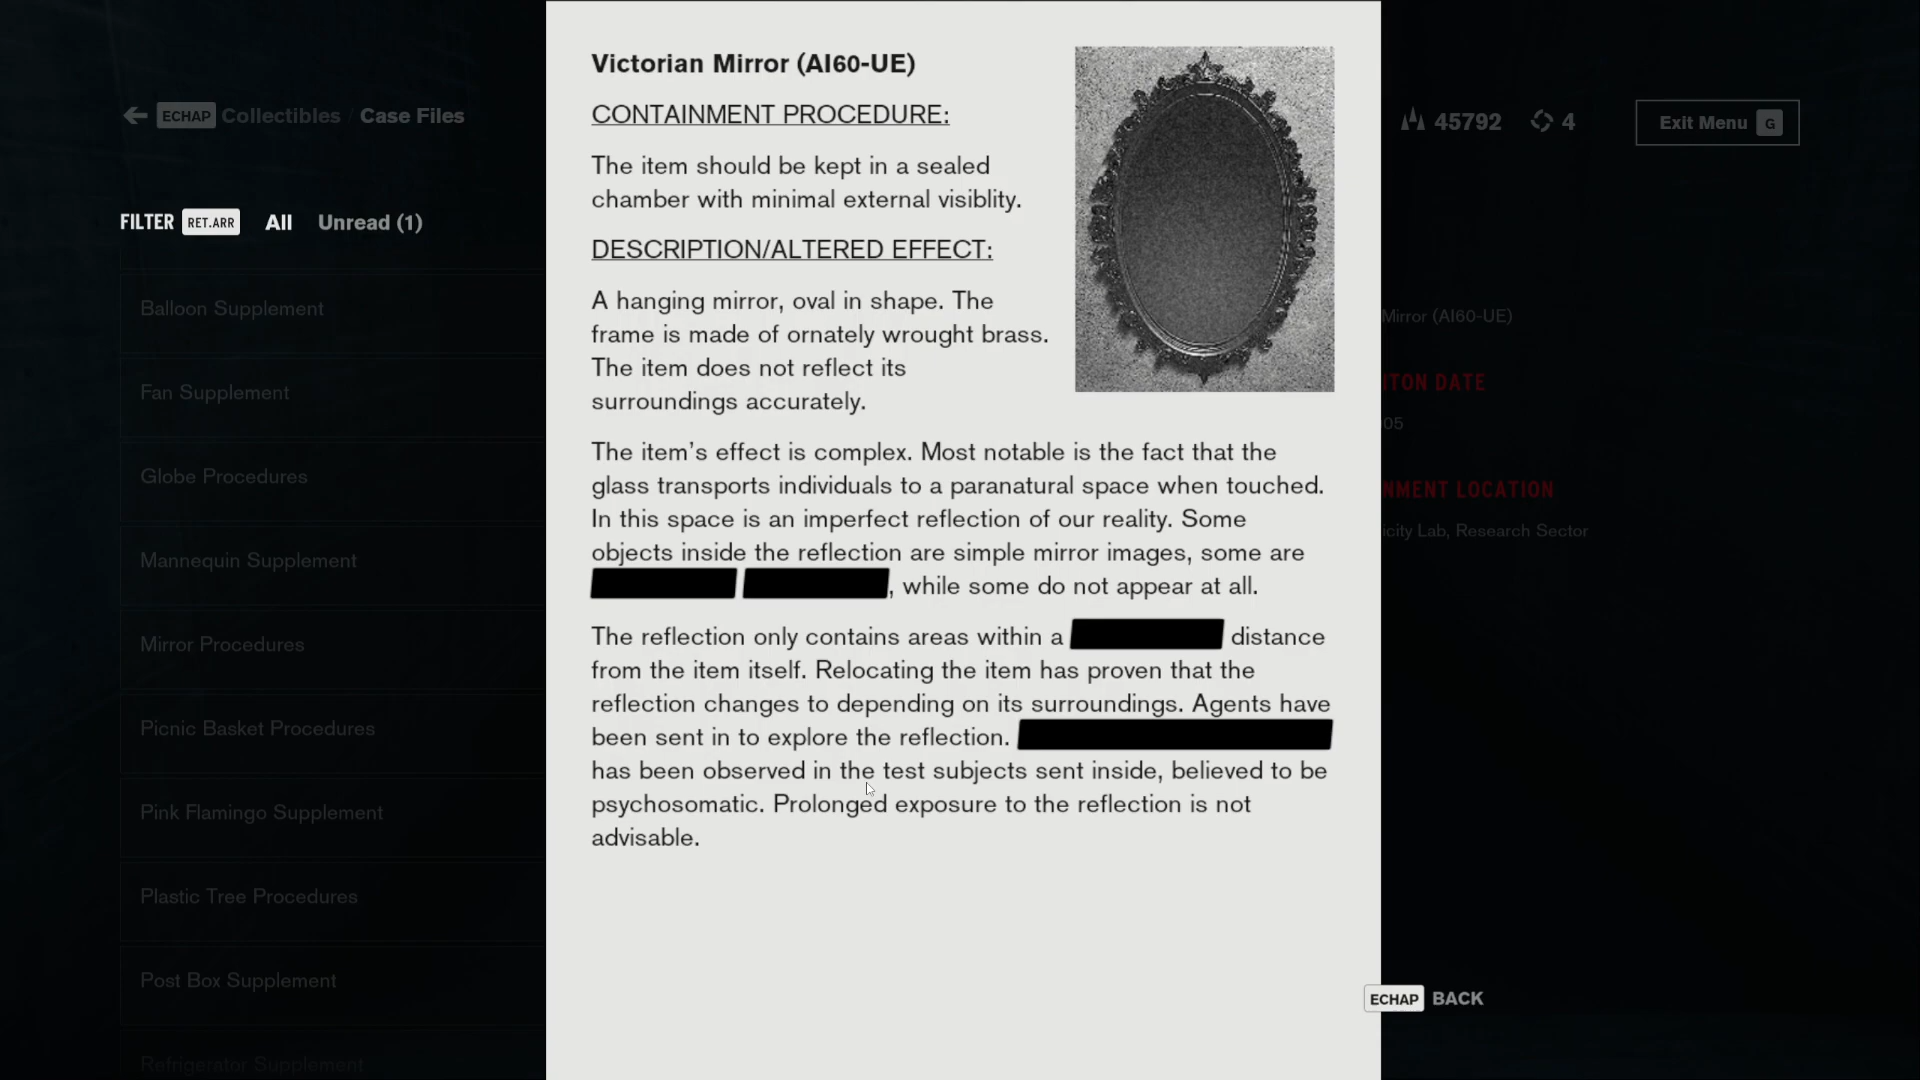 Victorian Mirror (AI60-UE)
CONTAINMENT PROCEDURE:
The item should be kept in a sealed
chamber with minimal external visiblity.
DESCRIPTION/ALTERED EFFECT:
A hanging mirror, oval in shape. The
frame is made of ornately wrought brass.
The item does not reflect its
surroundings accurately.
The item’s effect is complex. Most notable is the fact that the
glass transports individuals to a paranatural space when touched.
In this space is an imperfect reflection of our reality. Some
objects inside the reflection are simple mirror images, some are
, while some do not appear at all.
The reflection only contains areas within a distance
from the item itself. Relocating the item has proven that the
reflection changes to depending on its surroundings. Agents have
been sent in to explore the reflection.
has been observed in the test subjects sent inside, believed to be
psychosomatic. Prolonged exposure to the reflection is not
advisable.
ECHAP Collectibles / Case Files
FILTER RET.ARR All Unread (1)
Balloon Supplement
Fan Supplement
Globe Procedures
Mannequin Supplement
Mirror Procedures
Picnic Basket Procedures
Pink Flamingo Supplement
Plastic Tree Procedures
Post Box Supplement
Refrigerator Supplement
45792 4
Exit Menu G
Mirror (AI60-UE)
TON DATE
05
NMENT LOCATION
icity Lab, Research Sector
ECHAP BACK